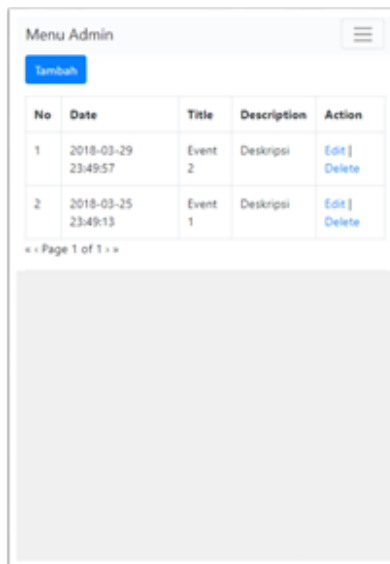 Menu Admin
Tambah
No Date Title Description Action
1 2018-03-29 Event Deskripsi Edit |
23:49:57 2 Delete
2 2018-03-25 Event Deskripsi Edit |
23:49:13 1 Delete
« ‹ Page 1 of 1 › »